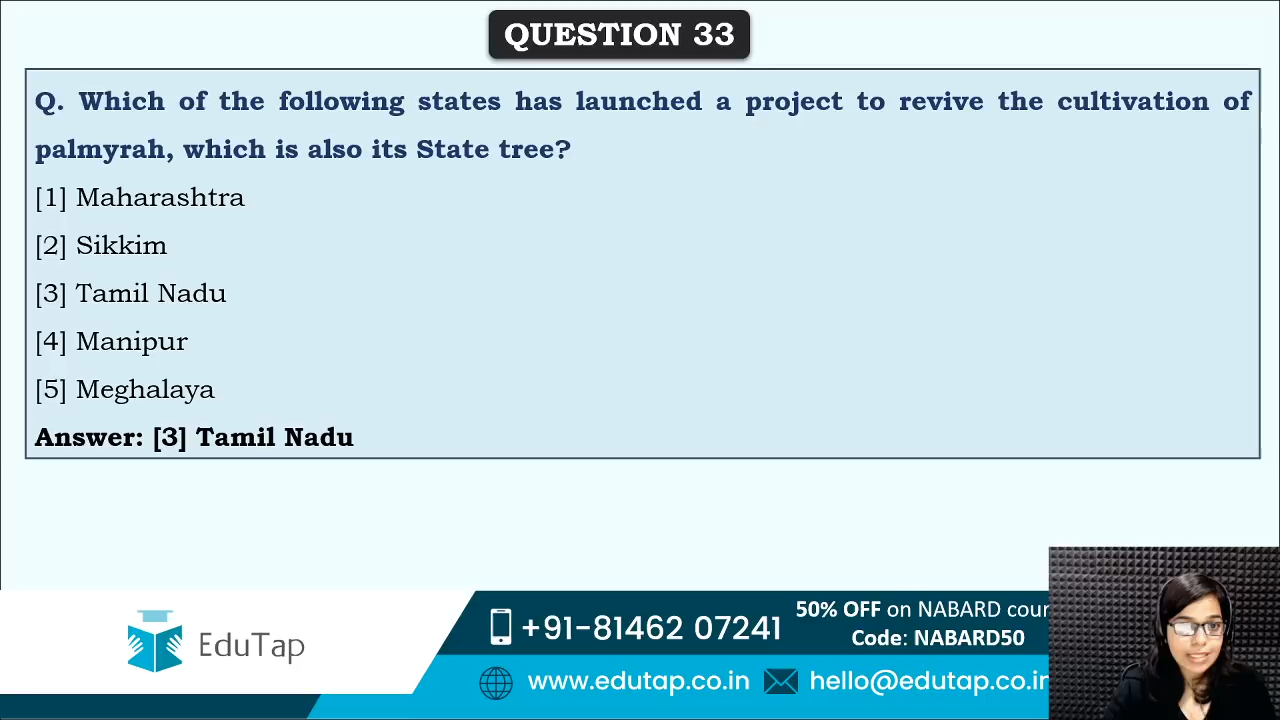 QUESTION 33
Q. Which of the following states has launched a project to revive the cultivation of
palmyrah, which is also its State tree?
[1] Maharashtra
[2] Sikkim
[3] Tamil Nadu
[4] Manipur
[5] Meghalaya
Answer: [3] Tamil Nadu
EduTap
+91-81462 07241
50% OFF on NABARD cour
Code: NABARD50
www.edutap.co.in
hello@edutap.co.in